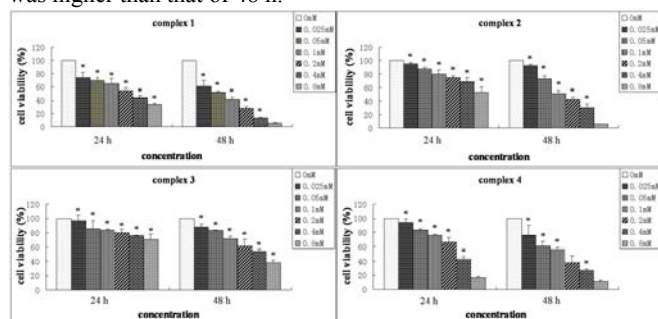 was higher than that of 48 h.
complex 1
cell viability (%)
120
100
80
60
40
20
0
24 h
48 h
concentration
0mM
0.025mM
0.05mM
0.1mM
0.2mM
0.4mM
0.8mM
complex 2
cell viability (%)
120
100
80
60
40
20
0
24 h
48 h
concentration
0mM
0.025mM
0.05mM
0.1mM
0.2mM
0.4mM
0.8mM
complex 3
cell viability (%)
120
100
80
60
40
20
0
24 h
48 h
concentration
0mM
0.025mM
0.05mM
0.1mM
0.2mM
0.4mM
0.8mM
complex 4
cell viability (%)
120
100
80
60
40
20
0
24 h
48 h
concentration
0mM
0.025mM
0.05mM
0.1mM
0.2mM
0.4mM
0.8mM